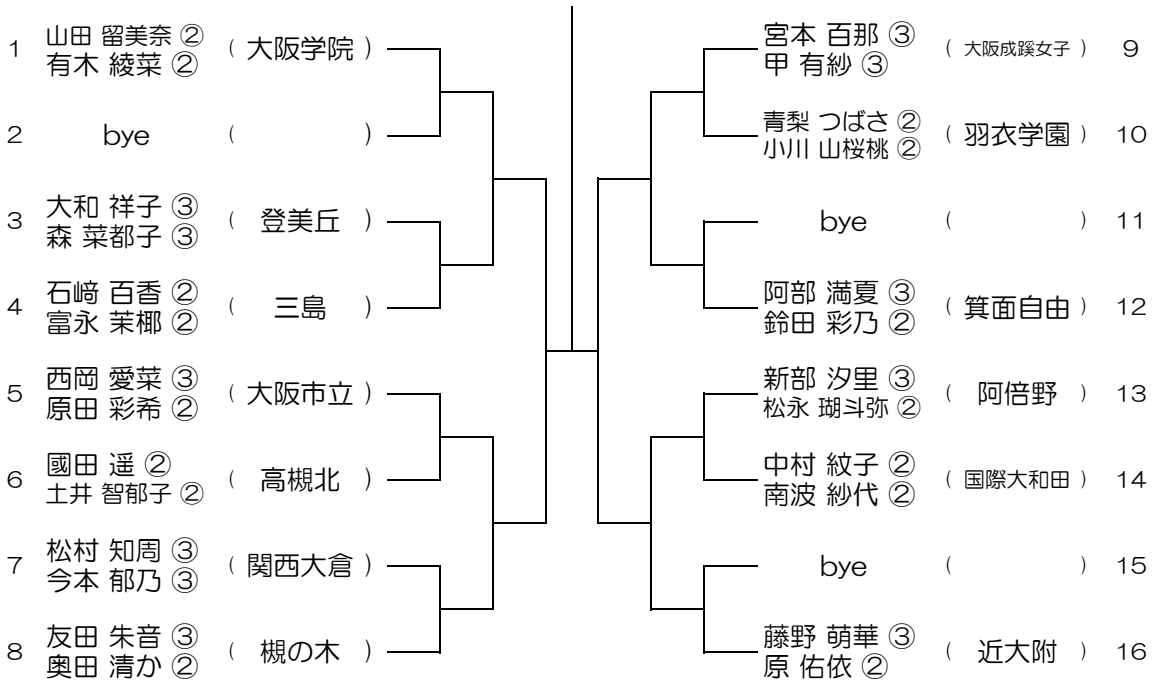 1 山田 留美奈 ② ( 大阪学院 )
有木 綾菜 ②
2 bye ( )
3 大和 祥子 ③ ( 登美丘 )
森 菜都子 ③
4 石﨑 百香 ② ( 三島 )
富永 茉椰 ②
5 西岡 愛菜 ③ ( 大阪市立 )
原田 彩希 ②
6 國田 遥 ② ( 高槻北 )
土井 智郁子 ②
7 松村 知周 ③ ( 関西大倉 )
今本 郁乃 ③
8 友田 朱音 ③ ( 槻の木 )
奥田 清か ②
宮本 百那 ③ ( 大阪成蹊女子 ) 9
甲 有紗 ③
青梨 つばさ ② ( 羽衣学園 ) 10
小川 山桜桃 ②
bye ( ) 11
阿部 満夏 ③ ( 箕面自由 ) 12
鈴田 彩乃 ②
新部 汐里 ③ ( 阿倍野 ) 13
松永 瑚斗弥 ②
中村 紋子 ② ( 国際大和田 ) 14
南波 紗代 ②
bye ( ) 15
藤野 萌華 ③ ( 近大附 ) 16
原 佑依 ②